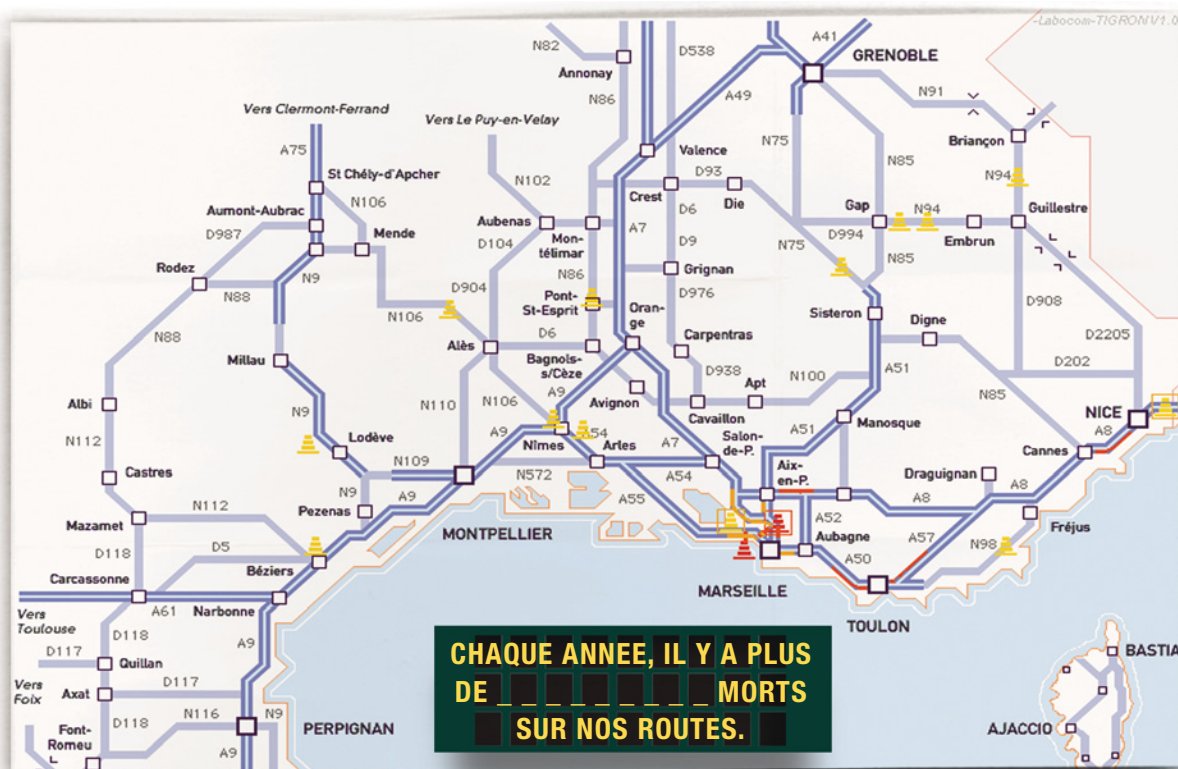 -Labocom-TIGRON V1.0
A41
N82
D538
GRENOBLE
Annonay
N91
A49
N86
Vers Clermont-Ferrand
Vers Le Puy-en-Velay
Briançon
N75
A75
Valence
N85
St Chély-d'Apcher
N102
D93
N94
Crest
Die
N106
D6
Aumont-Aubrac
Aubenas
Gap
N94
Guillestre
D987
Mende
Mon-
télimar
A7
D994
Embrun
D104
D9
N75
N85
Rodez
N9
N86
Grignan
N88
D904
D976
D908
Pont-
St-Esprit
Oran-
ge
N106
Sisteron
Digne
D2205
N88
D6
Carpentras
Alès
Millau
Bagnols-
s/Cèze
D938
Apt
N100
A51
D202
A9
N85
Albi
N9
N110
N106
Avignon
Cavaillon
NICE
Manosque
A8
N112
Lodève
A9
Nîmes
A54
Arles
A7
Salon-
de-P.
A51
Cannes
Castres
N109
N572
A54
Aix-
en-P.
Draguignan
A8
N9
A9
A55
A8
N112
Pezenas
Mazamet
MONTPELLIER
A52
Fréjus
D5
Aubagne
A57
N98
D118
Béziers
A50
Carcassonne
MARSEILLE
A61
Narbonne
Vers
Toulouse
TOULON
D118
A9
CHAQUE ANNEE, IL Y A PLUS
DE _ _ _ _ _ _ _ _ _ MORTS
SUR NOS ROUTES.
D117
Quillan
BASTIA
Vers
Foix
Axat
D117
N116
N9
D118
Font-
Romeu
PERPIGNAN
AJACCIO
A9